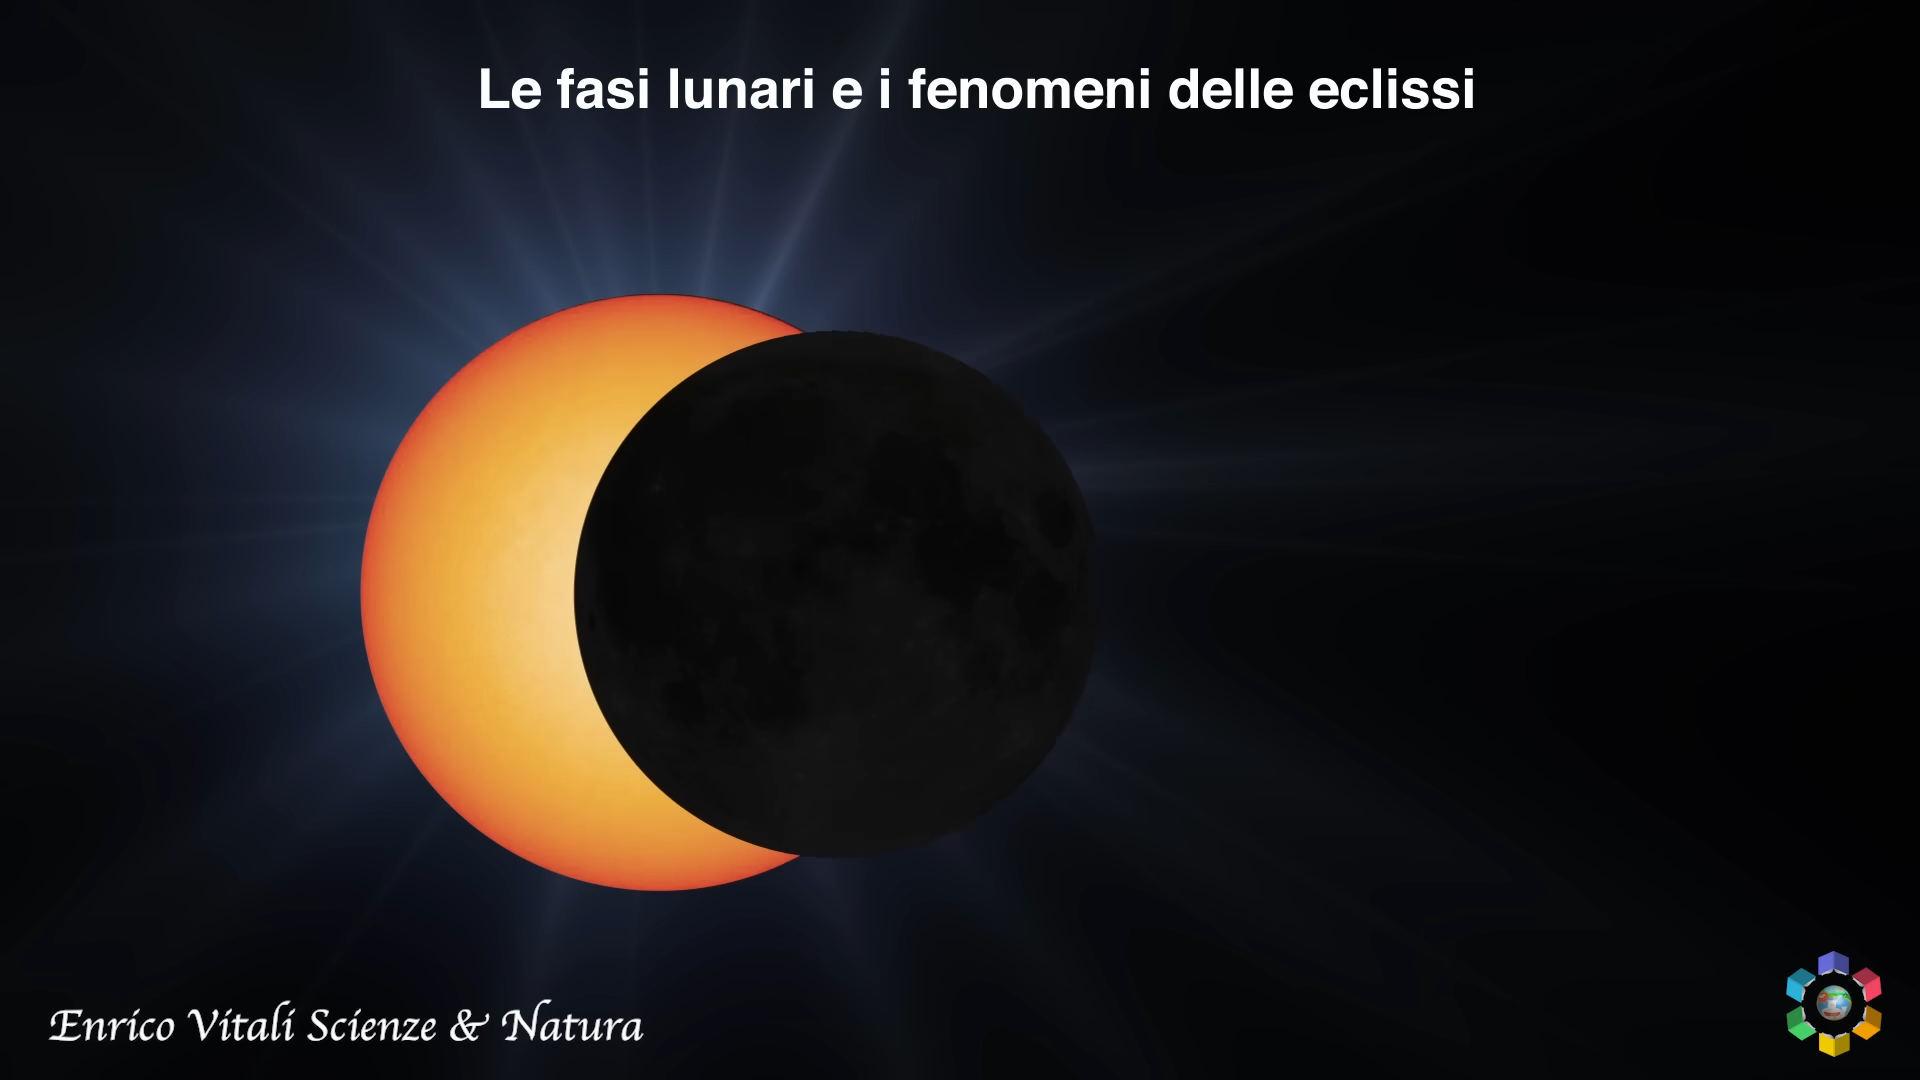 Le fasi lunari e i fenomeni delle eclissi
Enrico Vitali Scienze & Natura